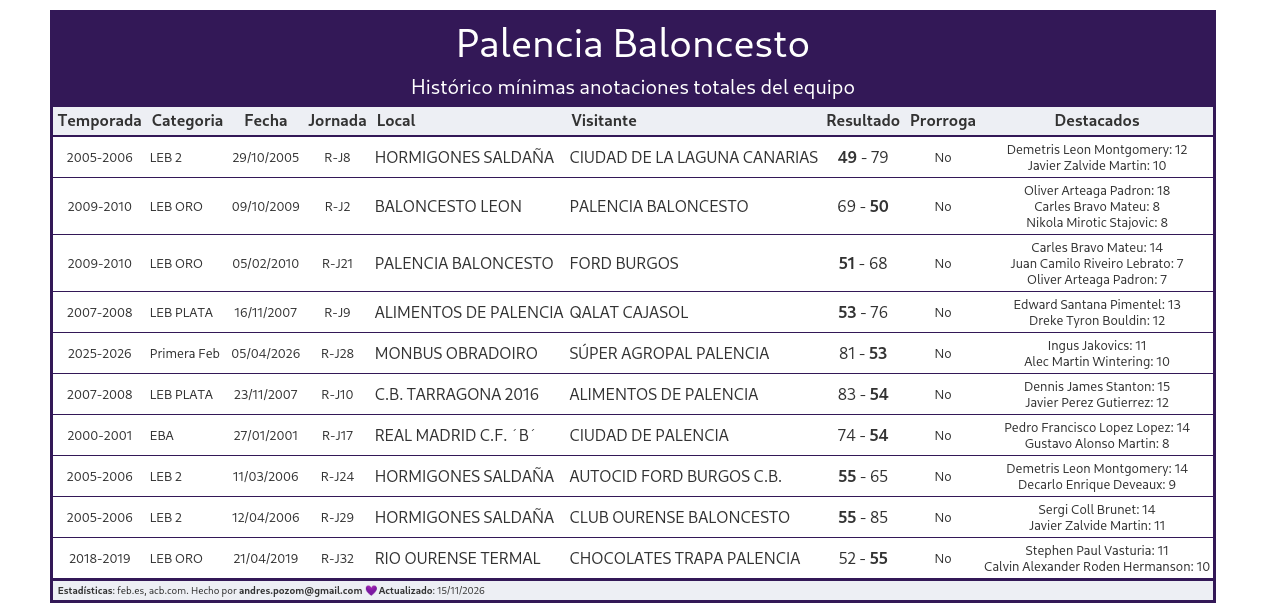 Palencia Baloncesto
Histórico mínimas anotaciones totales del equipo
Temporada Categoria Fecha Jornada Local Visitante Resultado Prorroga Destacados
2005-2006 LEB 2 29/10/2005 R-J8 HORMIGONES SALDAÑA CIUDAD DE LA LAGUNA CANARIAS 49 - 79 No Demetris Leon Montgomery: 12
Javier Zalvide Martin: 10
2009-2010 LEB ORO 09/10/2009 R-J2 BALONCESTO LEON PALENCIA BALONCESTO 69 - 50 No Oliver Arteaga Padron: 18
Carles Bravo Mateu: 8
Nikola Mirotic Stajovic: 8
2009-2010 LEB ORO 05/02/2010 R-J21 PALENCIA BALONCESTO FORD BURGOS 51 - 68 No Carles Bravo Mateu: 14
Juan Camilo Riveiro Lebrato: 7
Oliver Arteaga Padron: 7
2007-2008 LEB PLATA 16/11/2007 R-J9 ALIMENTOS DE PALENCIA QALAT CAJASOL 53 - 76 No Edward Santana Pimentel: 13
Dreke Tyron Bouldin: 12
2025-2026 Primera Feb 05/04/2026 R-J28 MONBUS OBRADOIRO SÚPER AGROPAL PALENCIA 81 - 53 No Ingus Jakovics: 11
Alec Martin Wintering: 10
2007-2008 LEB PLATA 23/11/2007 R-J10 C.B. TARRAGONA 2016 ALIMENTOS DE PALENCIA 83 - 54 No Dennis James Stanton: 15
Javier Perez Gutierrez: 12
2000-2001 EBA 27/01/2001 R-J17 REAL MADRID C.F. ´B´ CIUDAD DE PALENCIA 74 - 54 No Pedro Francisco Lopez Lopez: 14
Gustavo Alonso Martin: 8
2005-2006 LEB 2 11/03/2006 R-J24 HORMIGONES SALDAÑA AUTOCID FORD BURGOS C.B. 55 - 65 No Demetris Leon Montgomery: 14
Decarlo Enrique Deveaux: 9
2005-2006 LEB 2 12/04/2006 R-J29 HORMIGONES SALDAÑA CLUB OURENSE BALONCESTO 55 - 85 No Sergi Coll Brunet: 14
Javier Zalvide Martin: 11
2018-2019 LEB ORO 21/04/2019 R-J32 RIO OURENSE TERMAL CHOCOLATES TRAPA PALENCIA 52 - 55 No Stephen Paul Vasturia: 11
Calvin Alexander Roden Hermanson: 10
Estadísticas: feb.es, acb.com. Hecho por andres.pozom@gmail.com 💜 Actualizado: 15/11/2026